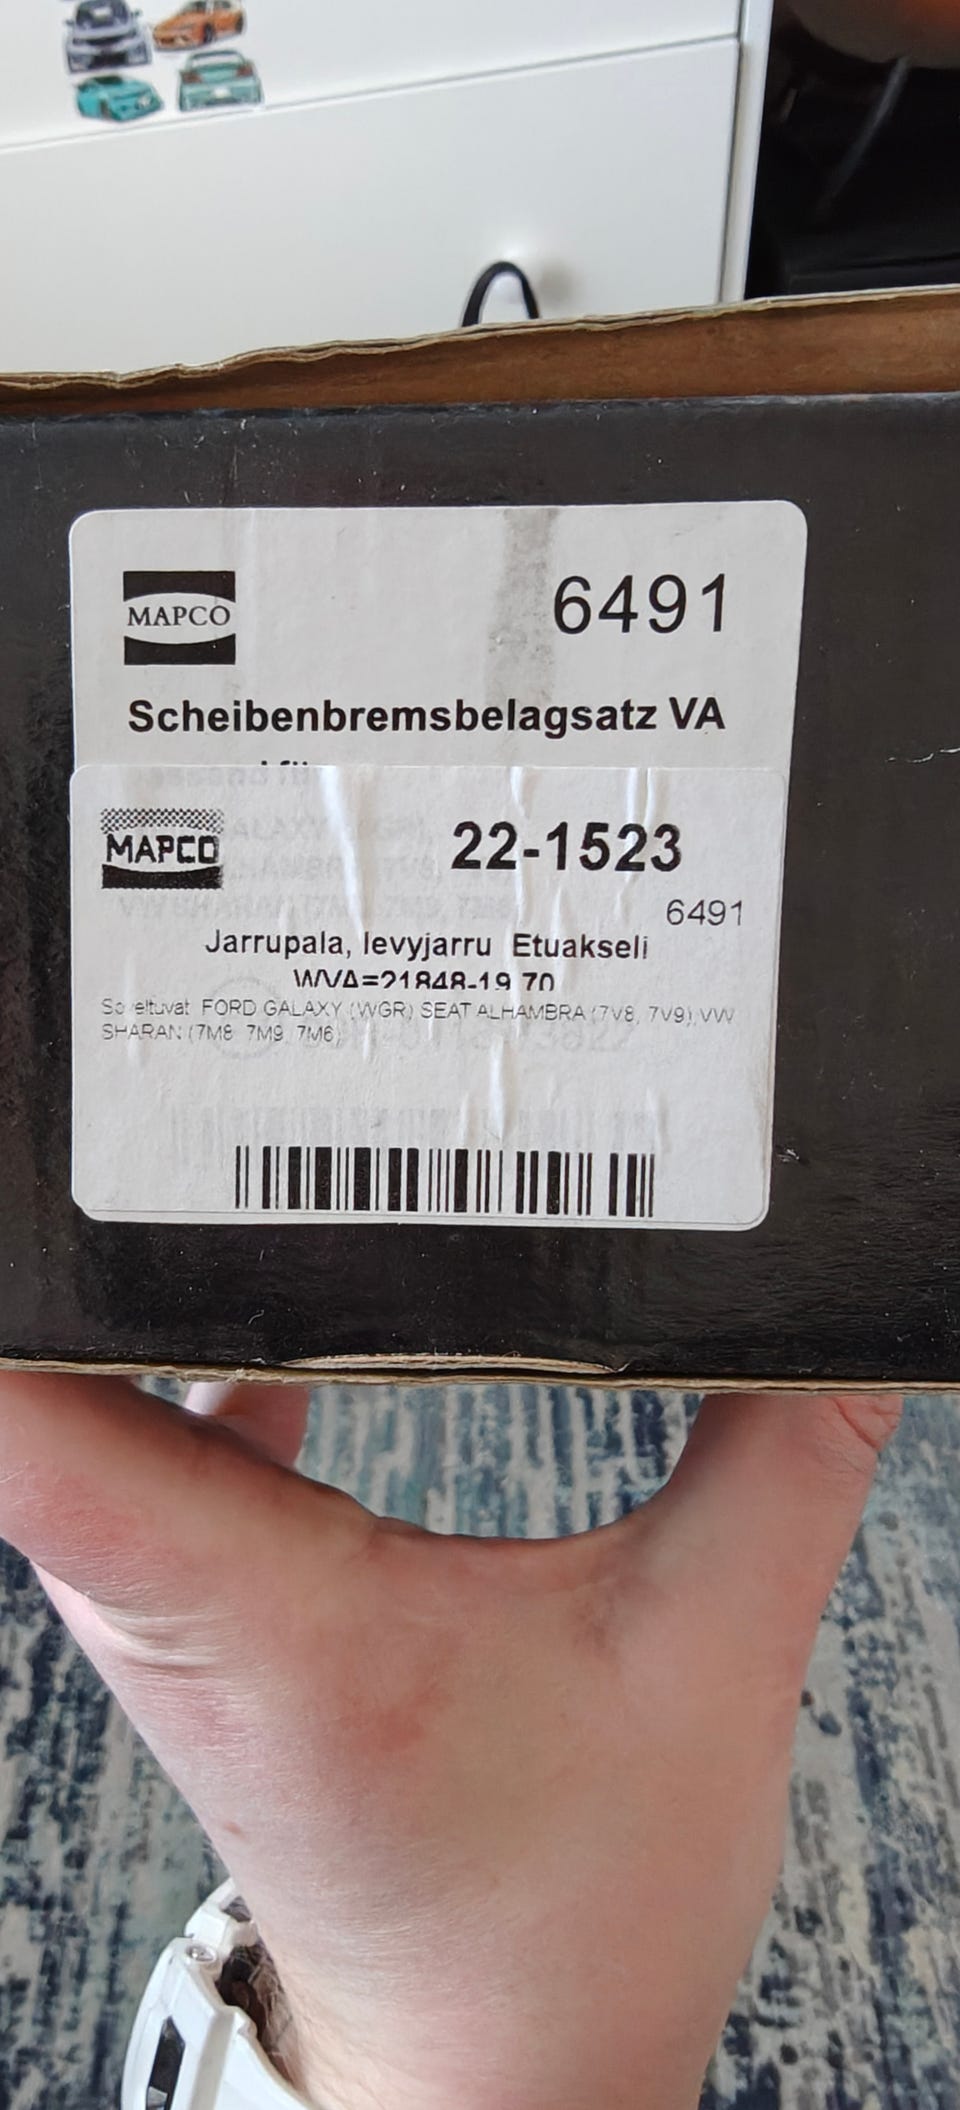 MAPCO
6491
Scheibenbremsbelagsatz VA
MAPCO
22-1523
6491
Jarrupala, levyjarru Etuakseli
WVA=21848-19.70
FORD GALAXY (WGR) SEAT ALHAMBRA (7V8, 7V9) VW
SHARAN (7M8 7M9 7M6)